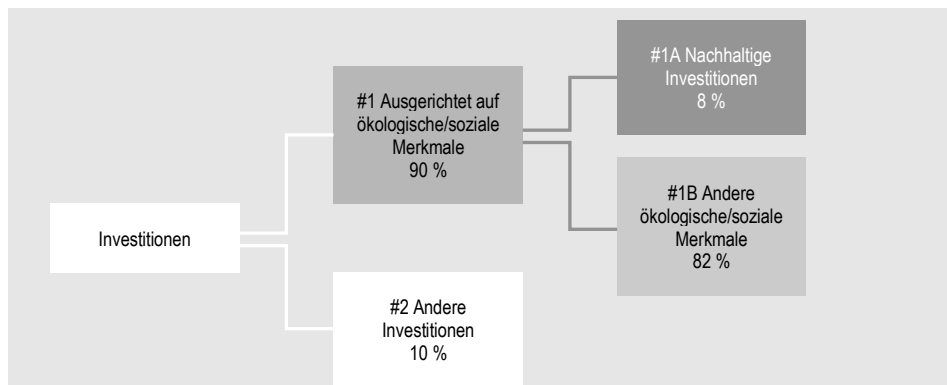 Investitionen
#1 Ausgerichtet auf
ökologische/soziale
Merkmale
90 %
#1A Nachhaltige
Investitionen
8 %
#1B Andere
ökologische/soziale
Merkmale
82 %
#2 Andere
Investitionen
10 %